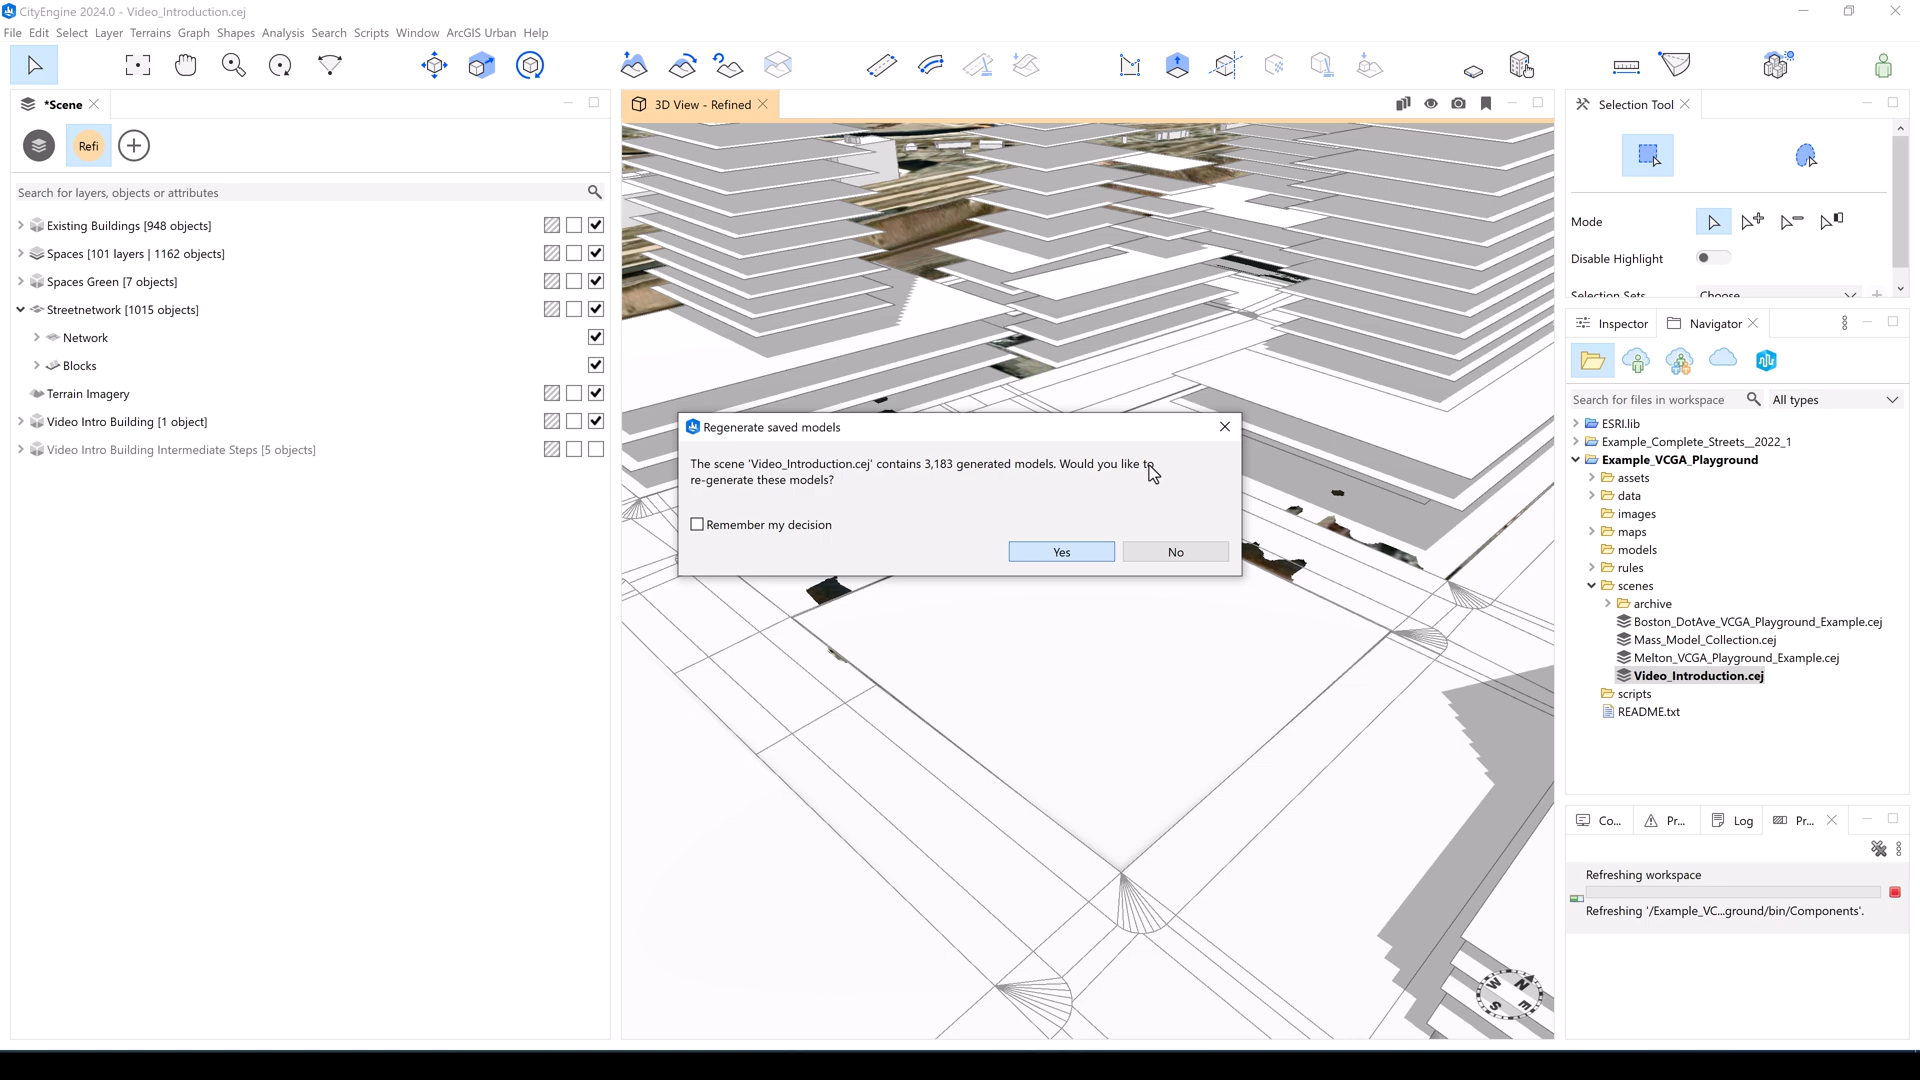 CityEngine 2024.0 - Video_Introduction.cej
File Edit Select Layer Terrains Graph Shapes Analysis Search Scripts Window ArcGIS Urban Help
*Scene
Refi
Search for layers, objects or attributes
Existing Buildings [948 objects]
Spaces [101 layers | 1162 objects]
Spaces Green [7 objects]
Streetnetwork [1015 objects]
Network
Blocks
Terrain Imagery
Video Intro Building [1 object]
Video Intro Building Intermediate Steps [5 objects]
3D View - Refined
Regenerate saved models
The scene 'Video_Introduction.cej' contains 3,183 generated models. Would you like to
re-generate these models?
Remember my decision
Yes No
W N S E
Selection Tool
Mode
Disable Highlight
Selection Sets Choose
Inspector Navigator
Search for files in workspace All types
ESRI.lib
Example_Complete_Streets__2022_1
Example_VCGA_Playground
assets
data
images
maps
models
rules
scenes
archive
Boston_DotAve_VCGA_Playground_Example.cej
Mass_Model_Collection.cej
Melton_VCGA_Playground_Example.cej
Video_Introduction.cej
scripts
README.txt
Co... Pr... Log Pr...
Refreshing workspace
Refreshing '/Example_VC...ground/bin/Components'.